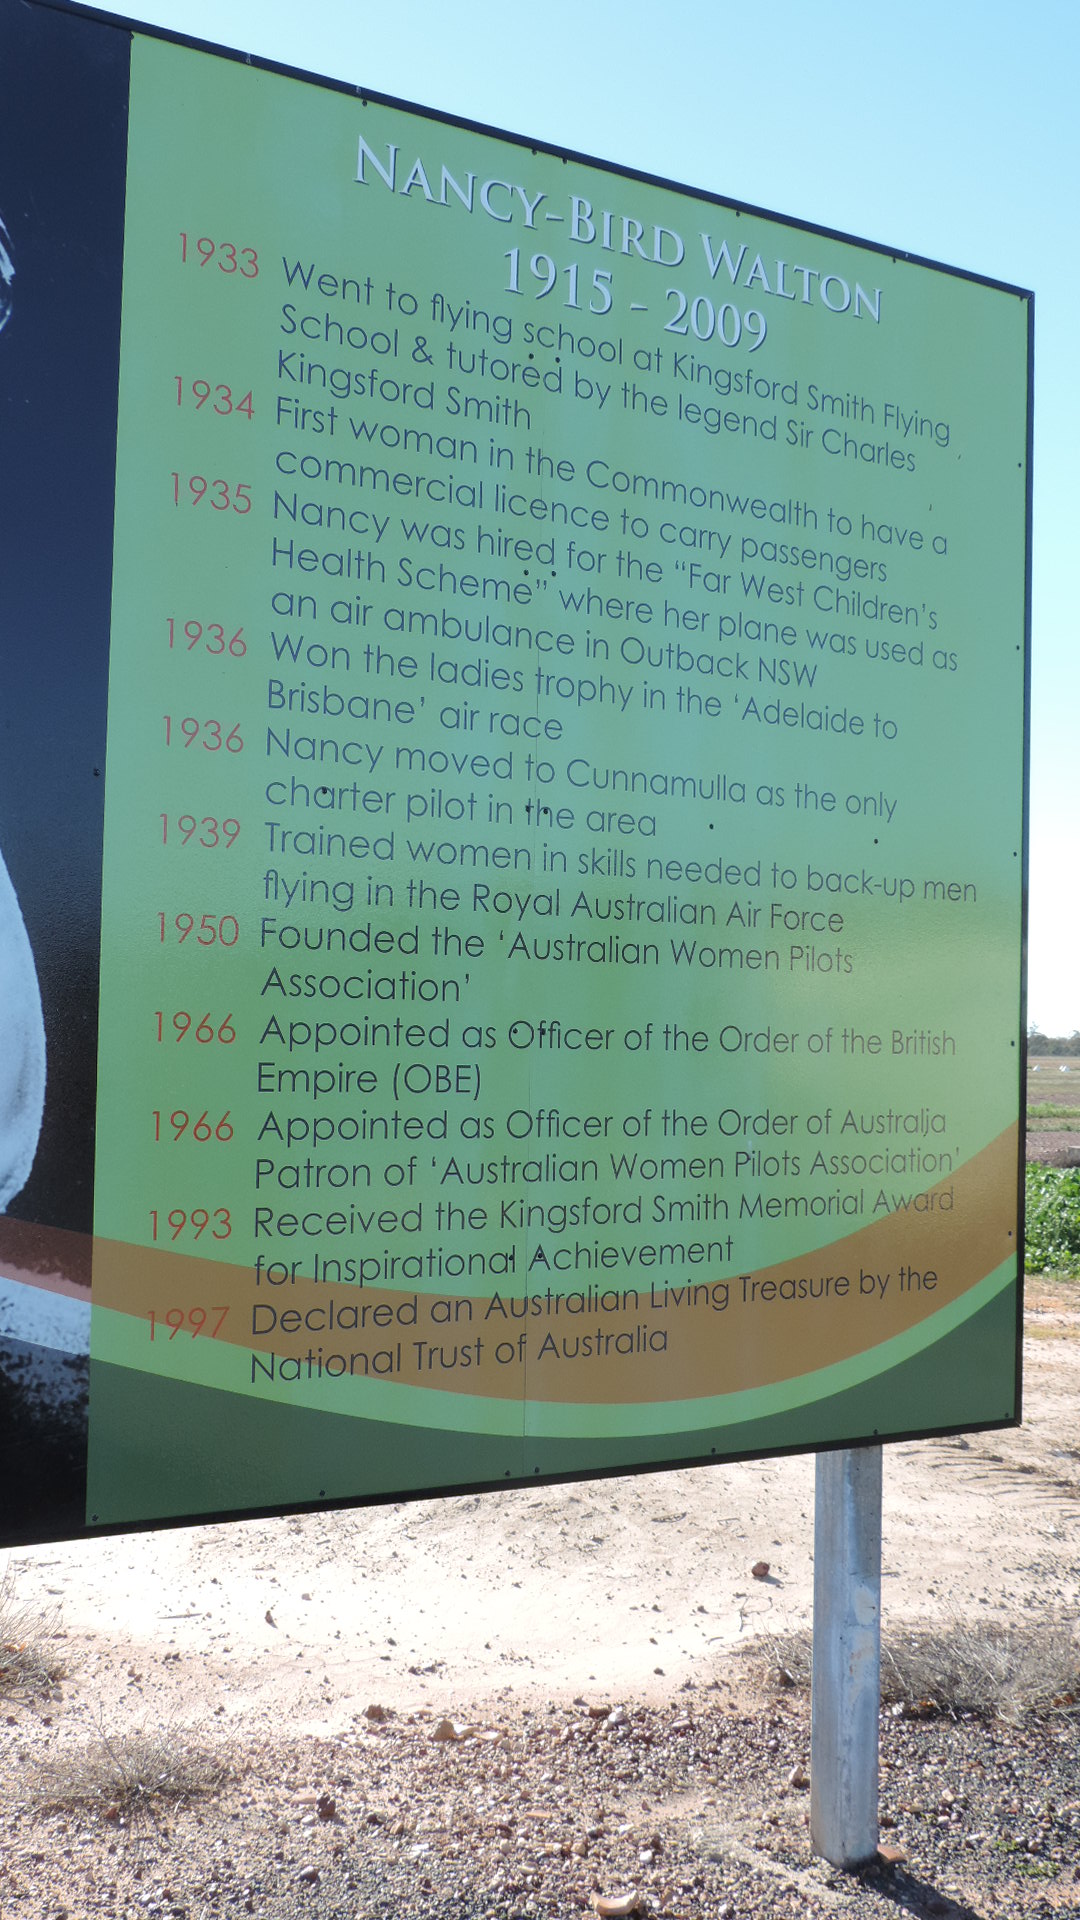 NANCY-BIRD WALTON
1915 - 2009
1933 Went to flying school at Kingsford Smith Flying
School & tutored by the legend Sir Charles
Kingsford Smith
1934 First woman in the Commonwealth to have a
commercial licence to carry passengers
1935 Nancy was hired for the “Far West Children's
Health Scheme” where her plane was used as
an air ambulance in Outback NSW
1936 Won the ladies trophy in the ‘Adelaide to
Brisbane’ air race
1936 Nancy moved to Cunnamulla as the only
charter pilot in the area
1939 Trained women in skills needed to back-up men
flying in the Royal Australian Air Force
1950 Founded the ‘Australian Women Pilots
Association’
1966 Appointed as Officer of the Order of the British
Empire (OBE)
1966 Appointed as Officer of the Order of Australia
Patron of ‘Australian Women Pilots Association’
1993 Received the Kingsford Smith Memorial Award
for Inspirational Achievement
1997 Declared an Australian Living Treasure by the
National Trust of Australia